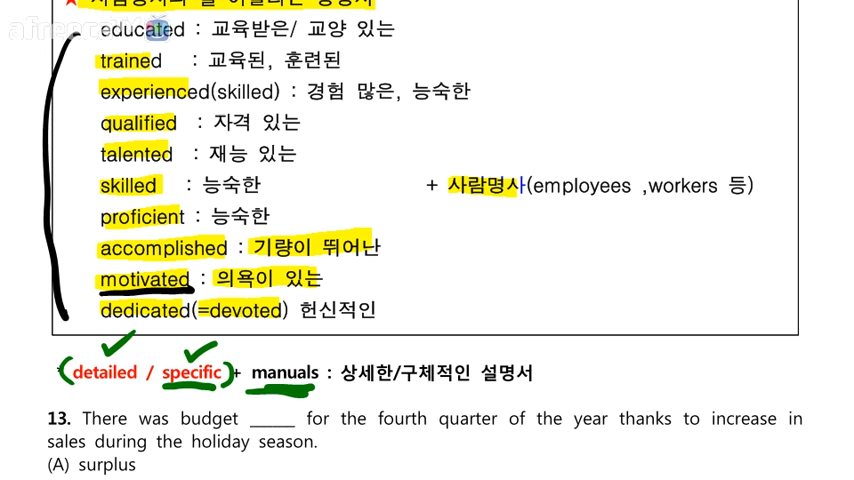 afreecaTV
educated : 교육받은/ 교양 있는
trained : 교육된, 훈련된
experienced(skilled) : 경험 많은, 능숙한
qualified : 자격 있는
talented : 재능 있는
skilled : 능숙한 + 사람명사(employees ,workers 등)
proficient : 능숙한
accomplished : 기량이 뛰어난
motivated : 의욕이 있는
dedicated(=devoted) 헌신적인
(detailed / specific) + manuals : 상세한/구체적인 설명서
13. There was budget _____ for the fourth quarter of the year thanks to increase in
sales during the holiday season.
(A) surplus